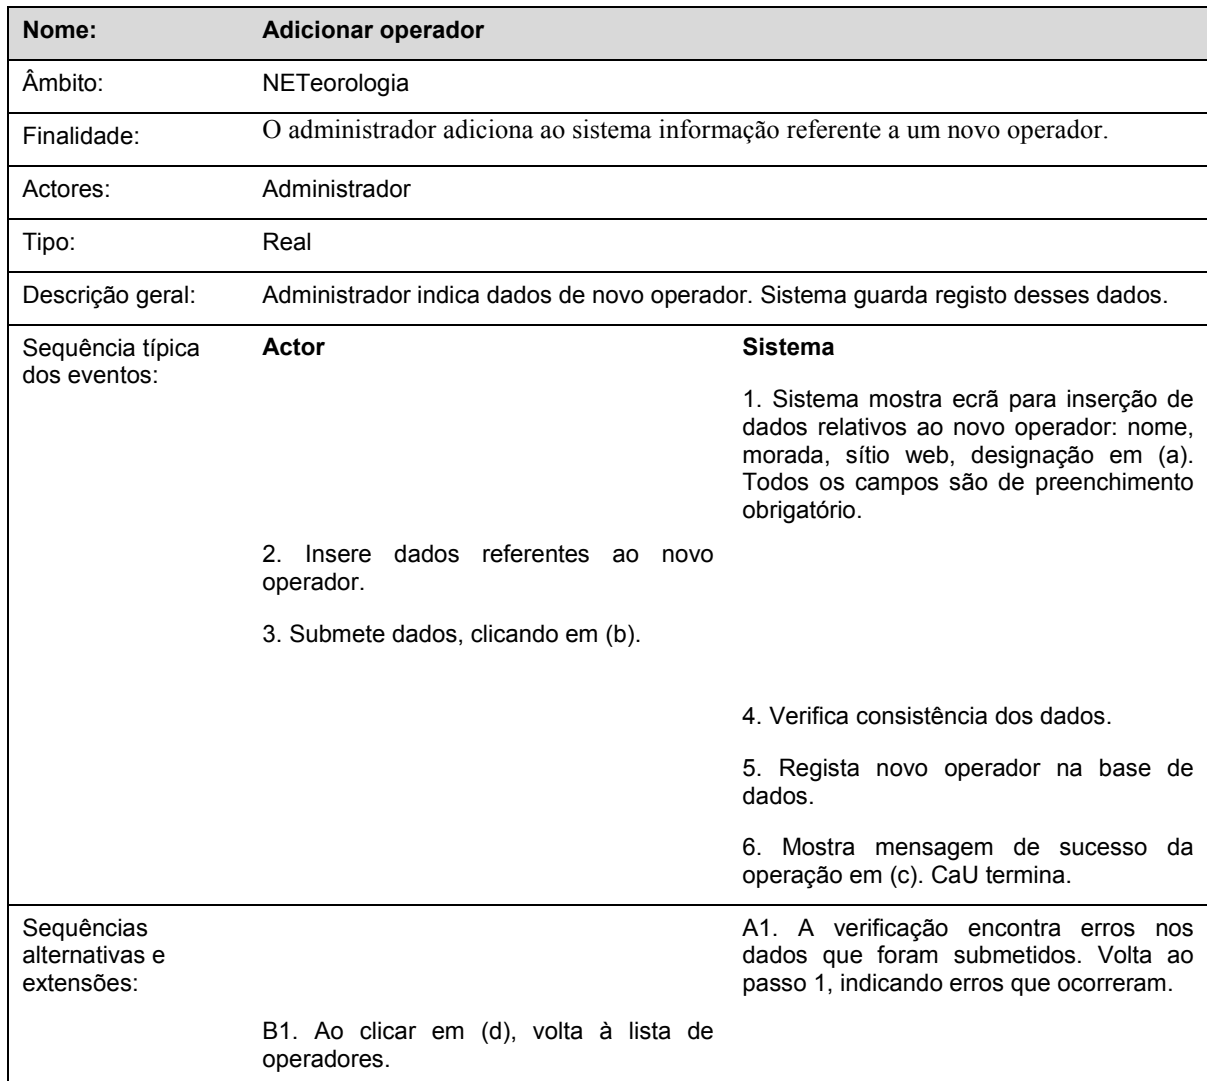 Nome: Adicionar operador
Âmbito: NETeorologia
Finalidade: O administrador adiciona ao sistema informação referente a um novo operador.
Actores: Administrador
Tipo: Real
Descrição geral: Administrador indica dados de novo operador. Sistema guarda registo desses dados.
Sequência típica
dos eventos:
Actor
Sistema
1. Sistema mostra ecrã para inserção de
dados relativos ao novo operador: nome,
morada, sítio web, designação em (a).
Todos os campos são de preenchimento
obrigatório.
2. Insere dados referentes ao novo
operador.
3. Submete dados, clicando em (b).
4. Verifica consistência dos dados.
5. Regista novo operador na base de
dados.
6. Mostra mensagem de sucesso da
operação em (c). CaU termina.
Sequências
alternativas e
extensões:
A1. A verificação encontra erros nos
dados que foram submetidos. Volta ao
passo 1, indicando erros que ocorreram.
B1. Ao clicar em (d), volta à lista de
operadores.